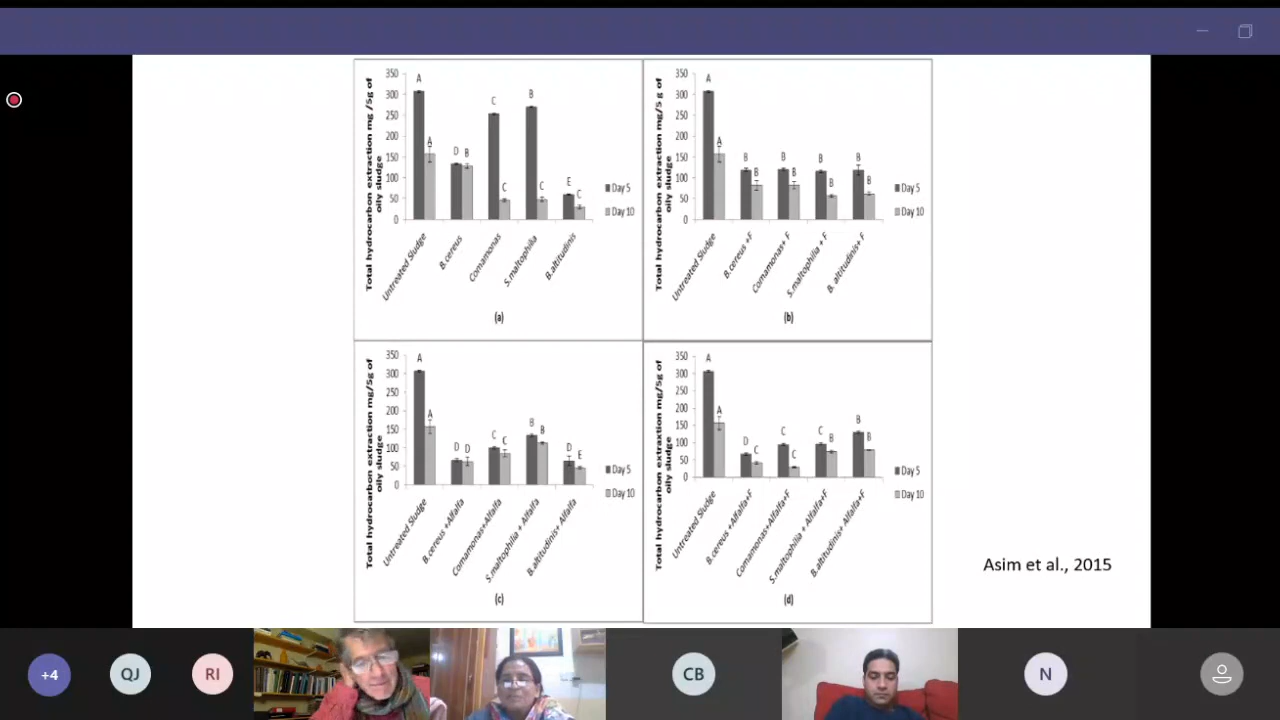 Total hydrocarbon extraction mg /5g of
oily sludge
350
300
250
200
150
100
50
0
A
A
D
B
C
C
B
C
E
C
Untreated Sludge
B.cereus
Comamonas
S.maltophilia
B.altitudinis
Day 5
Day 10
(a)
Total hydrocarbon extraction mg/5 g of
oily sludge
350
300
250
200
150
100
50
0
A
A
B
B
B
B
B
B
B
B
Untreated Sludge
B.cereus +F
Comamonas+ F
S.maltophilia + F
B. altitudinis+ F
Day 5
Day 10
(b)
Total hydrocarbon extraction mg/5g of
oily sludge
350
300
250
200
150
100
50
0
A
A
D
D
C
C
B
B
D
E
Untreated Sludge
B.cereus +Alfalfa
Comamonas+Alfalfa
S.maltophilia + Alfalfa
B.altitudinis+ Alfalfa
Day 5
Day 10
(c)
Total hydrocarbon extraxtion mg/5g of
oily sludge
350
300
250
200
150
100
50
0
A
A
D
C
C
C
C
B
B
B
Untreated Sludge
B.cereus +Alfalfa+F
Comamonas+Alfalfa+F
S.maltophilia + Alfalfa+F
B.altitudinis+ Alfalfa+F
Day 5
Day 10
(d)
Asim et al., 2015
+4
QJ
RI
CB
N